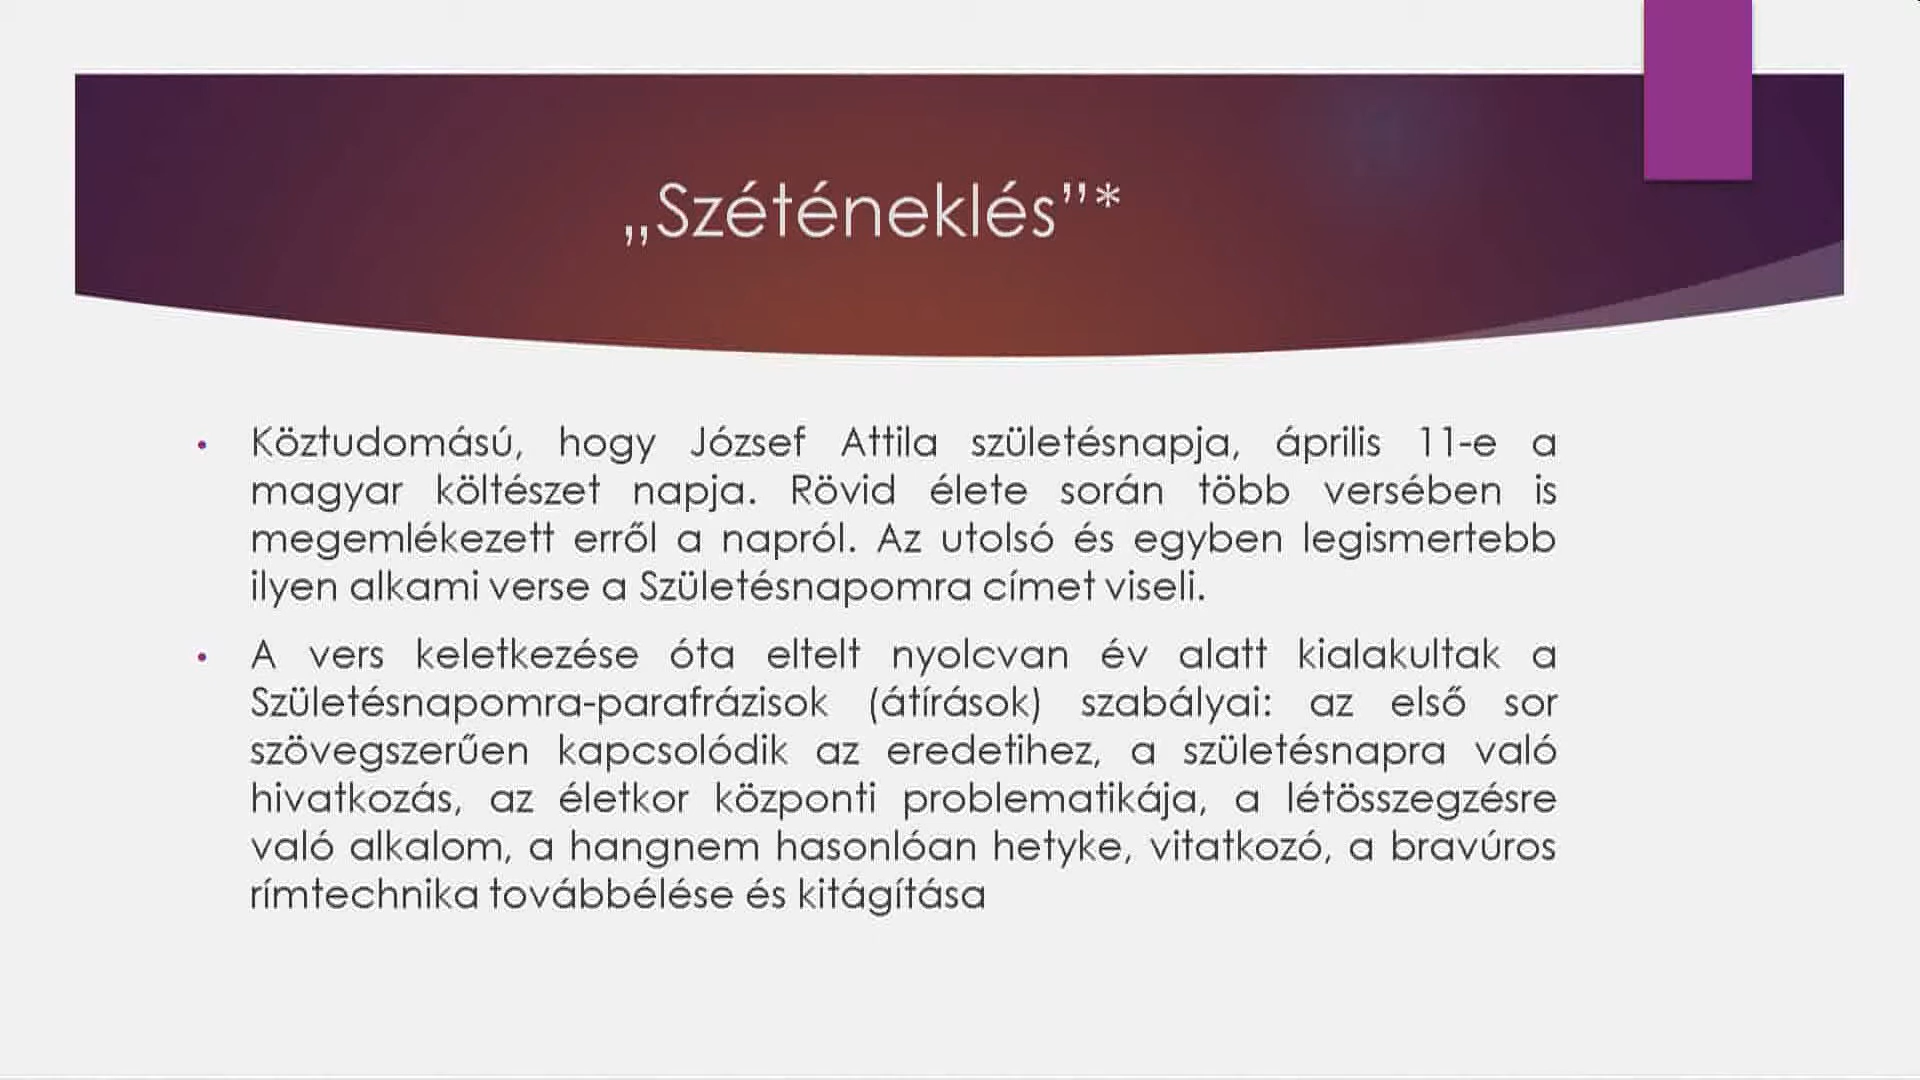 „Széténeklés”*
• Köztudomású, hogy József Attila születésnapja, április 11-e a
magyar költészet napja. Rövid élete során több versében is
megemlékezett erről a napról. Az utolsó és egyben legismertebb
ilyen alkami verse a Születésnapomra címet viseli.
• A vers keletkezése óta eltelt nyolcvan év alatt kialakultak a
Születésnapomra-parafrázisok (átírások) szabályai: az első sor
szövegszerűen kapcsolódik az eredetihez, a születésnapra való
hivatkozás, az életkor központi problematikája, a létösszegzésre
való alkalom, a hangnem hasonlóan hetyke, vitatkozó, a bravúros
rímtechnika továbbélése és kitágítása